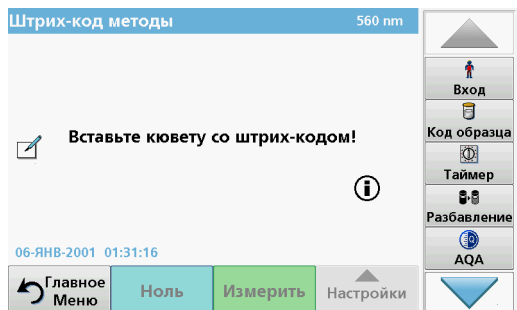 Штрих-код методы
560 nm
Вход
Код образца
Таймер
Разбавление
AQA
Вставьте кювету со штрих-кодом!
06-ЯНВ-2001 01:31:16
Главное
Меню
Ноль
Измерить
Настройки